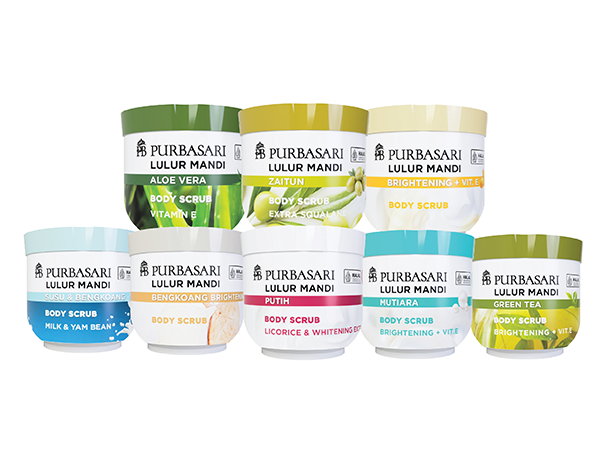 PURBASARI
LULUR MANDI
ALOE VERA
BODY SCRUB
VITAMIN E
PURBASARI
LULUR MANDI
ZAITUN
BODY SCRUB
EXTRA SQUALANE
PURBASARI
LULUR MANDI
BRIGHTENING + VIT. E
BODY SCRUB
PURBASARI
LULUR MANDI
SUSU & BENGKOANG
BODY SCRUB
MILK & YAM BEAN
PURBASARI
LULUR MANDI
BENGKOANG BRIGHTENI
BODY SCRUB
PURBASARI
LULUR MANDI
PUTIH
BODY SCRUB
LICORICE & WHITENING EXT
PURBASARI
LULUR MANDI
MUTIARA
BODY SCRUB
BRIGHTENING + VIT.E
PURBASARI
LULUR MANDI
GREEN TEA
BODY SCRUB
BRIGHTENING + VIT.E